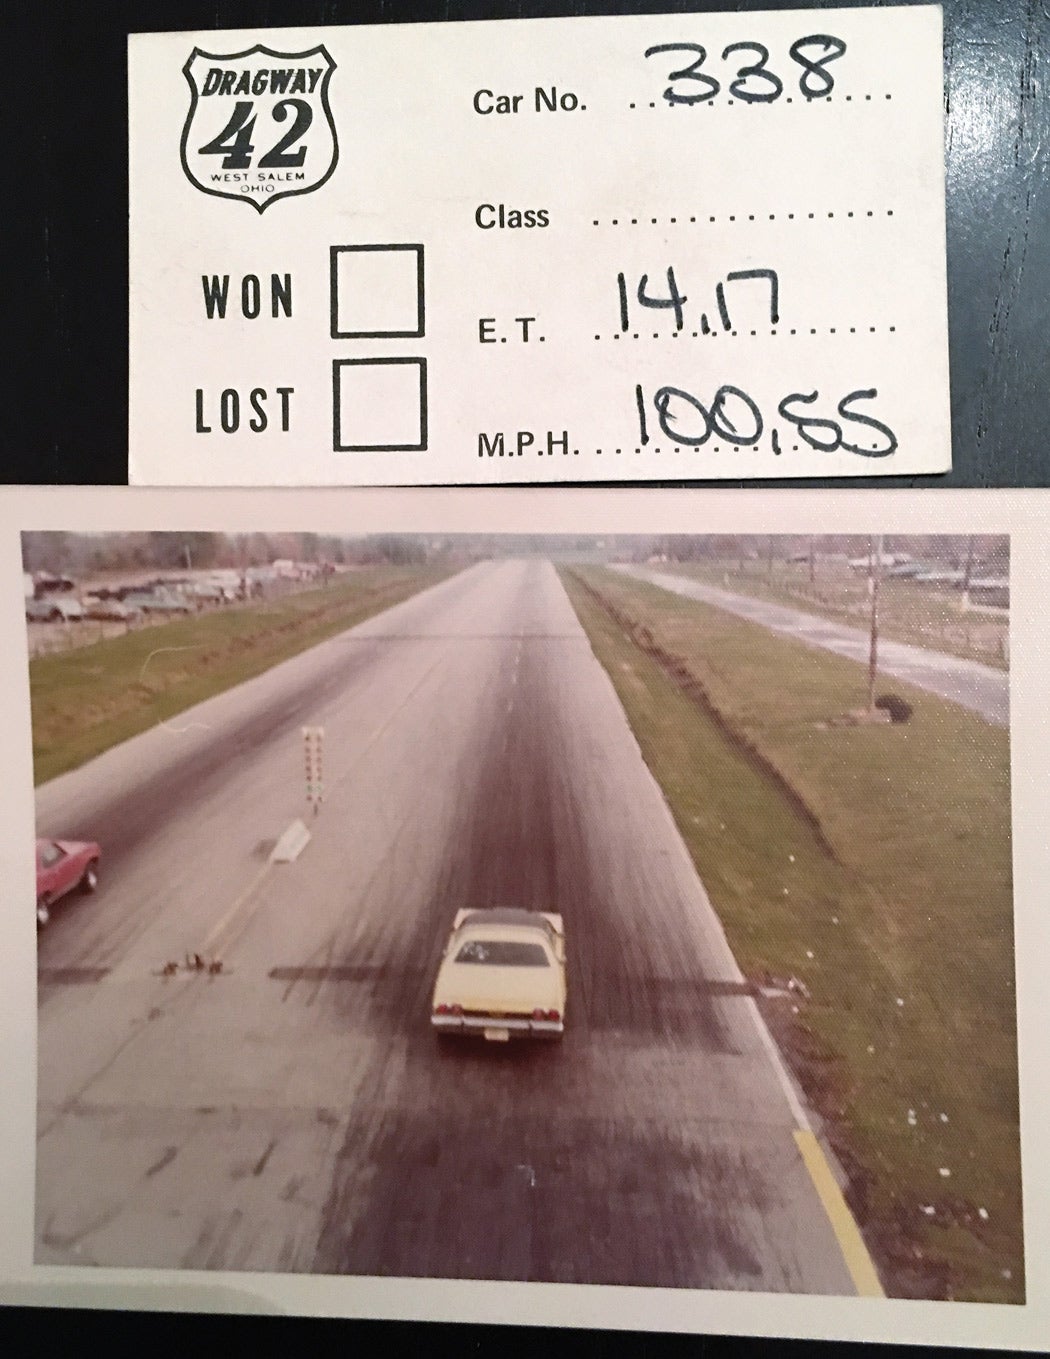 DRAGWAY
42
WEST SALEM
OHIO
Car No. 338
Class
WON
E.T. 14.17
LOST
M.P.H. 100.55